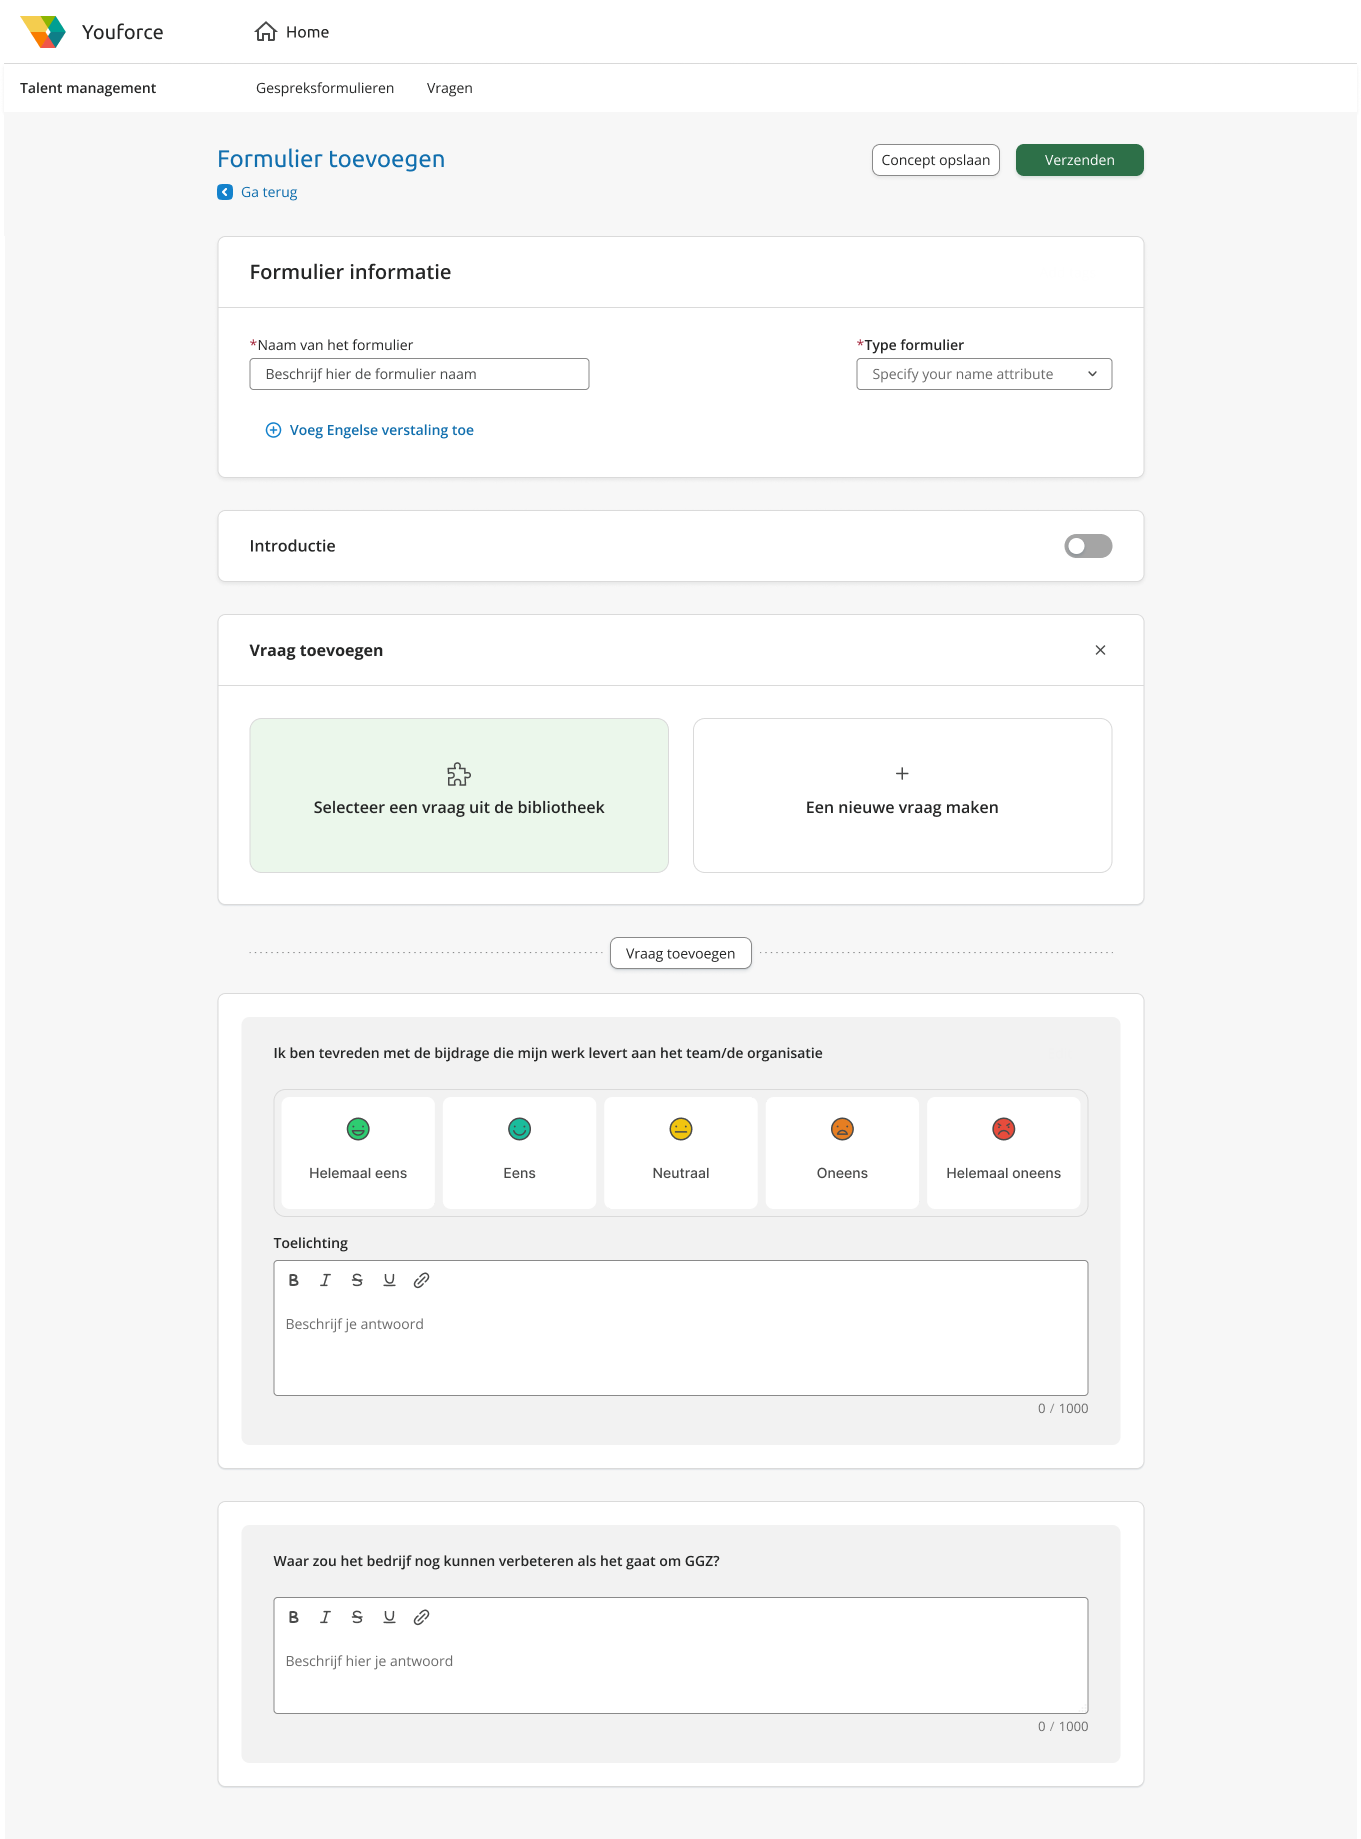 Youforce
Home
Talent management
Gespreksformulieren
Vragen
Formulier toevoegen
Concept opslaan
Verzenden
Ga terug
Formulier informatie
*Naam van het formulier
*Type formulier
Beschrijf hier de formulier naam
Specify your name attribute
Voeg Engelse verstaling toe
Introductie
Vraag toevoegen
Selecteer een vraag uit de bibliotheek
Een nieuwe vraag maken
Vraag toevoegen
Ik ben tevreden met de bijdrage die mijn werk levert aan het team/de organisatie
Helemaal eens
Eens
Neutraal
Oneens
Helemaal oneens
Toelichting
B I S U
Beschrijf je antwoord
0 / 1000
Waar zou het bedrijf nog kunnen verbeteren als het gaat om GGZ?
B I S U
Beschrijf hier je antwoord
0 / 1000